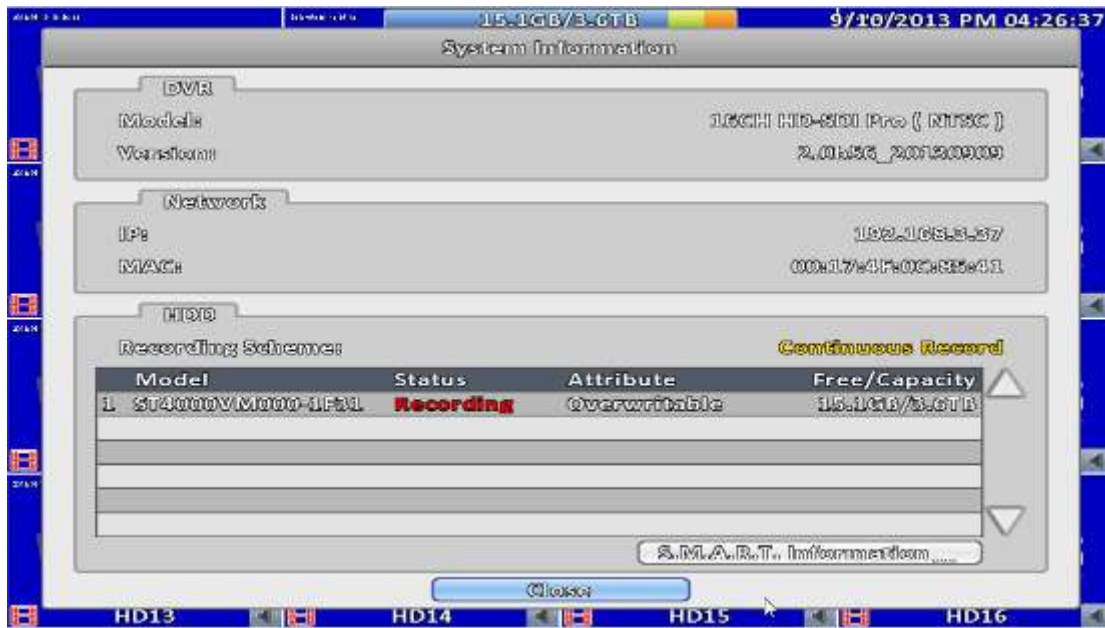 15.1GB/3.6TB 9/10/2013 PM 04:26:37
System Information
DVR
Model: 16CH HD-SDI Pro ( NTSC )
Version: 2.0b56_20130909
Network
IP: 192.168.3.37
MAC: 00:17:4F:0C:85:41
HDD
Recording Scheme: Continuous Record
Model Status Attribute Free/Capacity
1 ST4000VM000-1F31 Recording Overwritable 15.1GB/3.6TB
S.M.A.R.T. Information...
Close
HD13 HD14 HD15 HD16